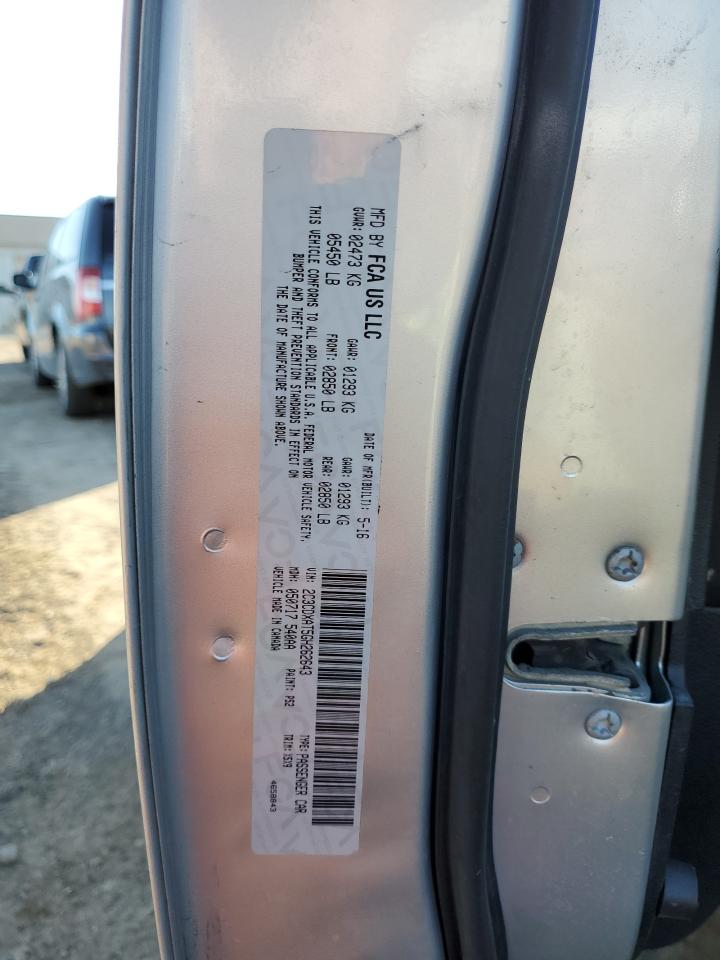 MFD BY FCA US LLC
DATE OF MFR(BUILT): 5-16
GVWR: 02473 KG
GAWR: 01293 KG
GAWR: 01293 KG
05450 LB
FRONT: 02850 LB
REAR: 02850 LB
THIS VEHICLE CONFORMS TO ALL APPLICABLE U.S.A. FEDERAL MOTOR VEHICLE SAFETY,
BUMPER AND THEFT PREVENTION STANDARDS IN EFFECT ON
THE DATE OF MANUFACTURE SHOWN ABOVE.
VIN: 2C3CDXAT5GH262643
TYPE: PASSENGER CAR
MDH: 050717 540AA
PAINT: PS2
TRIM: XSX9
VEHICLE MADE IN CANADA
4658843